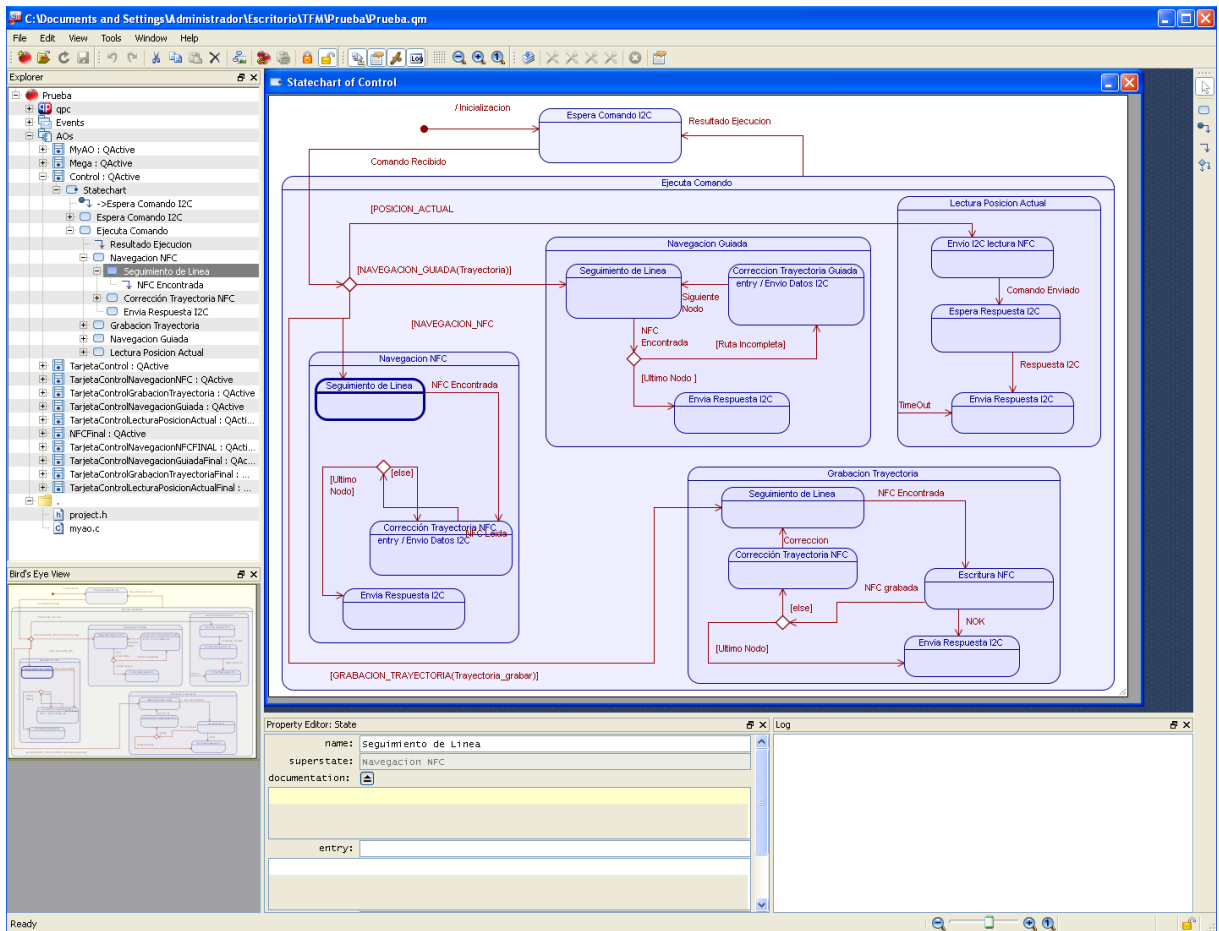 C:\Documents and Settings\Administrador\Escritorio\TFM\Prueba\Prueba.qm
File Edit View Tools Window Help
Explorer
Prueba
qpc
Events
AOs
MyAO : QActive
Mega : QActive
Control : QActive
Statechart
->Espera Comando I2C
Espera Comando I2C
Ejecuta Comando
Resultado Ejecucion
Navegacion NFC
Seguimiento de Linea
NFC Encontrada
Corrección Trayectoria NFC
Envia Respuesta I2C
Grabacion Trayectoria
Navegacion Guiada
Lectura Posicion Actual
TarjetaControl : QActive
TarjetaControlNavegacionNFC : QActive
TarjetaControlGrabacionTrayectoria : QActive
TarjetaControlNavegacionGuiada : QActive
TarjetaControlLecturaPosicionActual : QActi...
NFCFinal : QActive
TarjetaControlNavegacionNFCFINAL : QActi...
TarjetaControlNavegacionGuiadaFinal : QAc...
TarjetaControlGrabacionTrayectoriaFinal : ...
TarjetaControlLecturaPosicionActualFinal : ...
.
project.h
myao.c
Bird's Eye View
Statechart of Control
/ Inicializacion
Espera Comando I2C
Resultado Ejecucion
Comando Recibido
Ejecuta Comando
[POSICION_ACTUAL
[NAVEGACION_GUIADA(Trayectoria)]
[NAVEGACION_NFC
Navegacion Guiada
Seguimiento de Linea
Correccion Trayectoria Guiada
entry / Envio Datos I2C
Siguiente
Nodo
NFC
Encontrada
[Ruta Incompleta]
[Ultimo Nodo ]
Envia Respuesta I2C
Lectura Posicion Actual
Envio I2C lectura NFC
Comando Enviado
Espera Respuesta I2C
Respuesta I2C
TimeOut
Envia Respuesta I2C
Navegacion NFC
Seguimiento de Linea
NFC Encontrada
[Ultimo
Nodo]
[else]
Corrección Trayectoria NFC
entry / Envio Datos I2C
NFC Leida
Envia Respuesta I2C
Grabacion Trayectoria
Seguimiento de Linea
NFC Encontrada
Correccion
Corrección Trayectoria NFC
Escritura NFC
NFC grabada
[else]
NOK
[Ultimo Nodo]
Envia Respuesta I2C
[GRABACION_TRAYECTORIA(Trayectoria_grabar)]
Property Editor: State
name: Seguimiento de Linea
superstate: Navegacion NFC
documentation:
entry:
Log
Ready